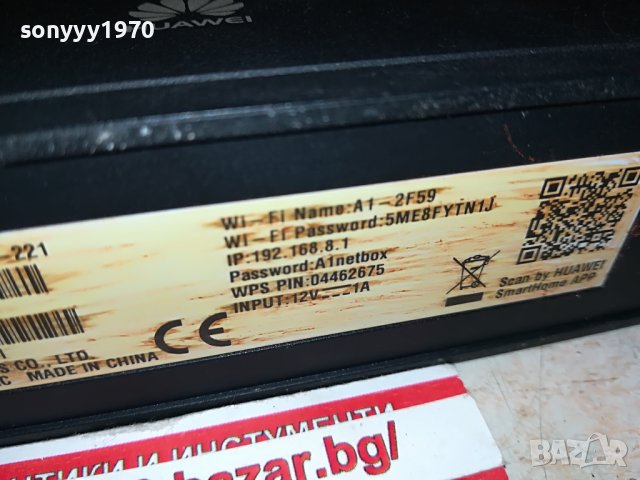 sonyyy1970
HUAWEI
-221
Wi-Fi Name:A1-2F59
Wi-Fi Password:5ME8FYTN1J
IP:192.168.8.1
Password:A1netbox
WPS PIN:04462675
INPUT:12V 1A
CE
Scan by HUAWEI
SmartHome APP
CO., LTD.
MADE IN CHINA
И ИНСТУМЕНТИ
bazar.bg/
bazar